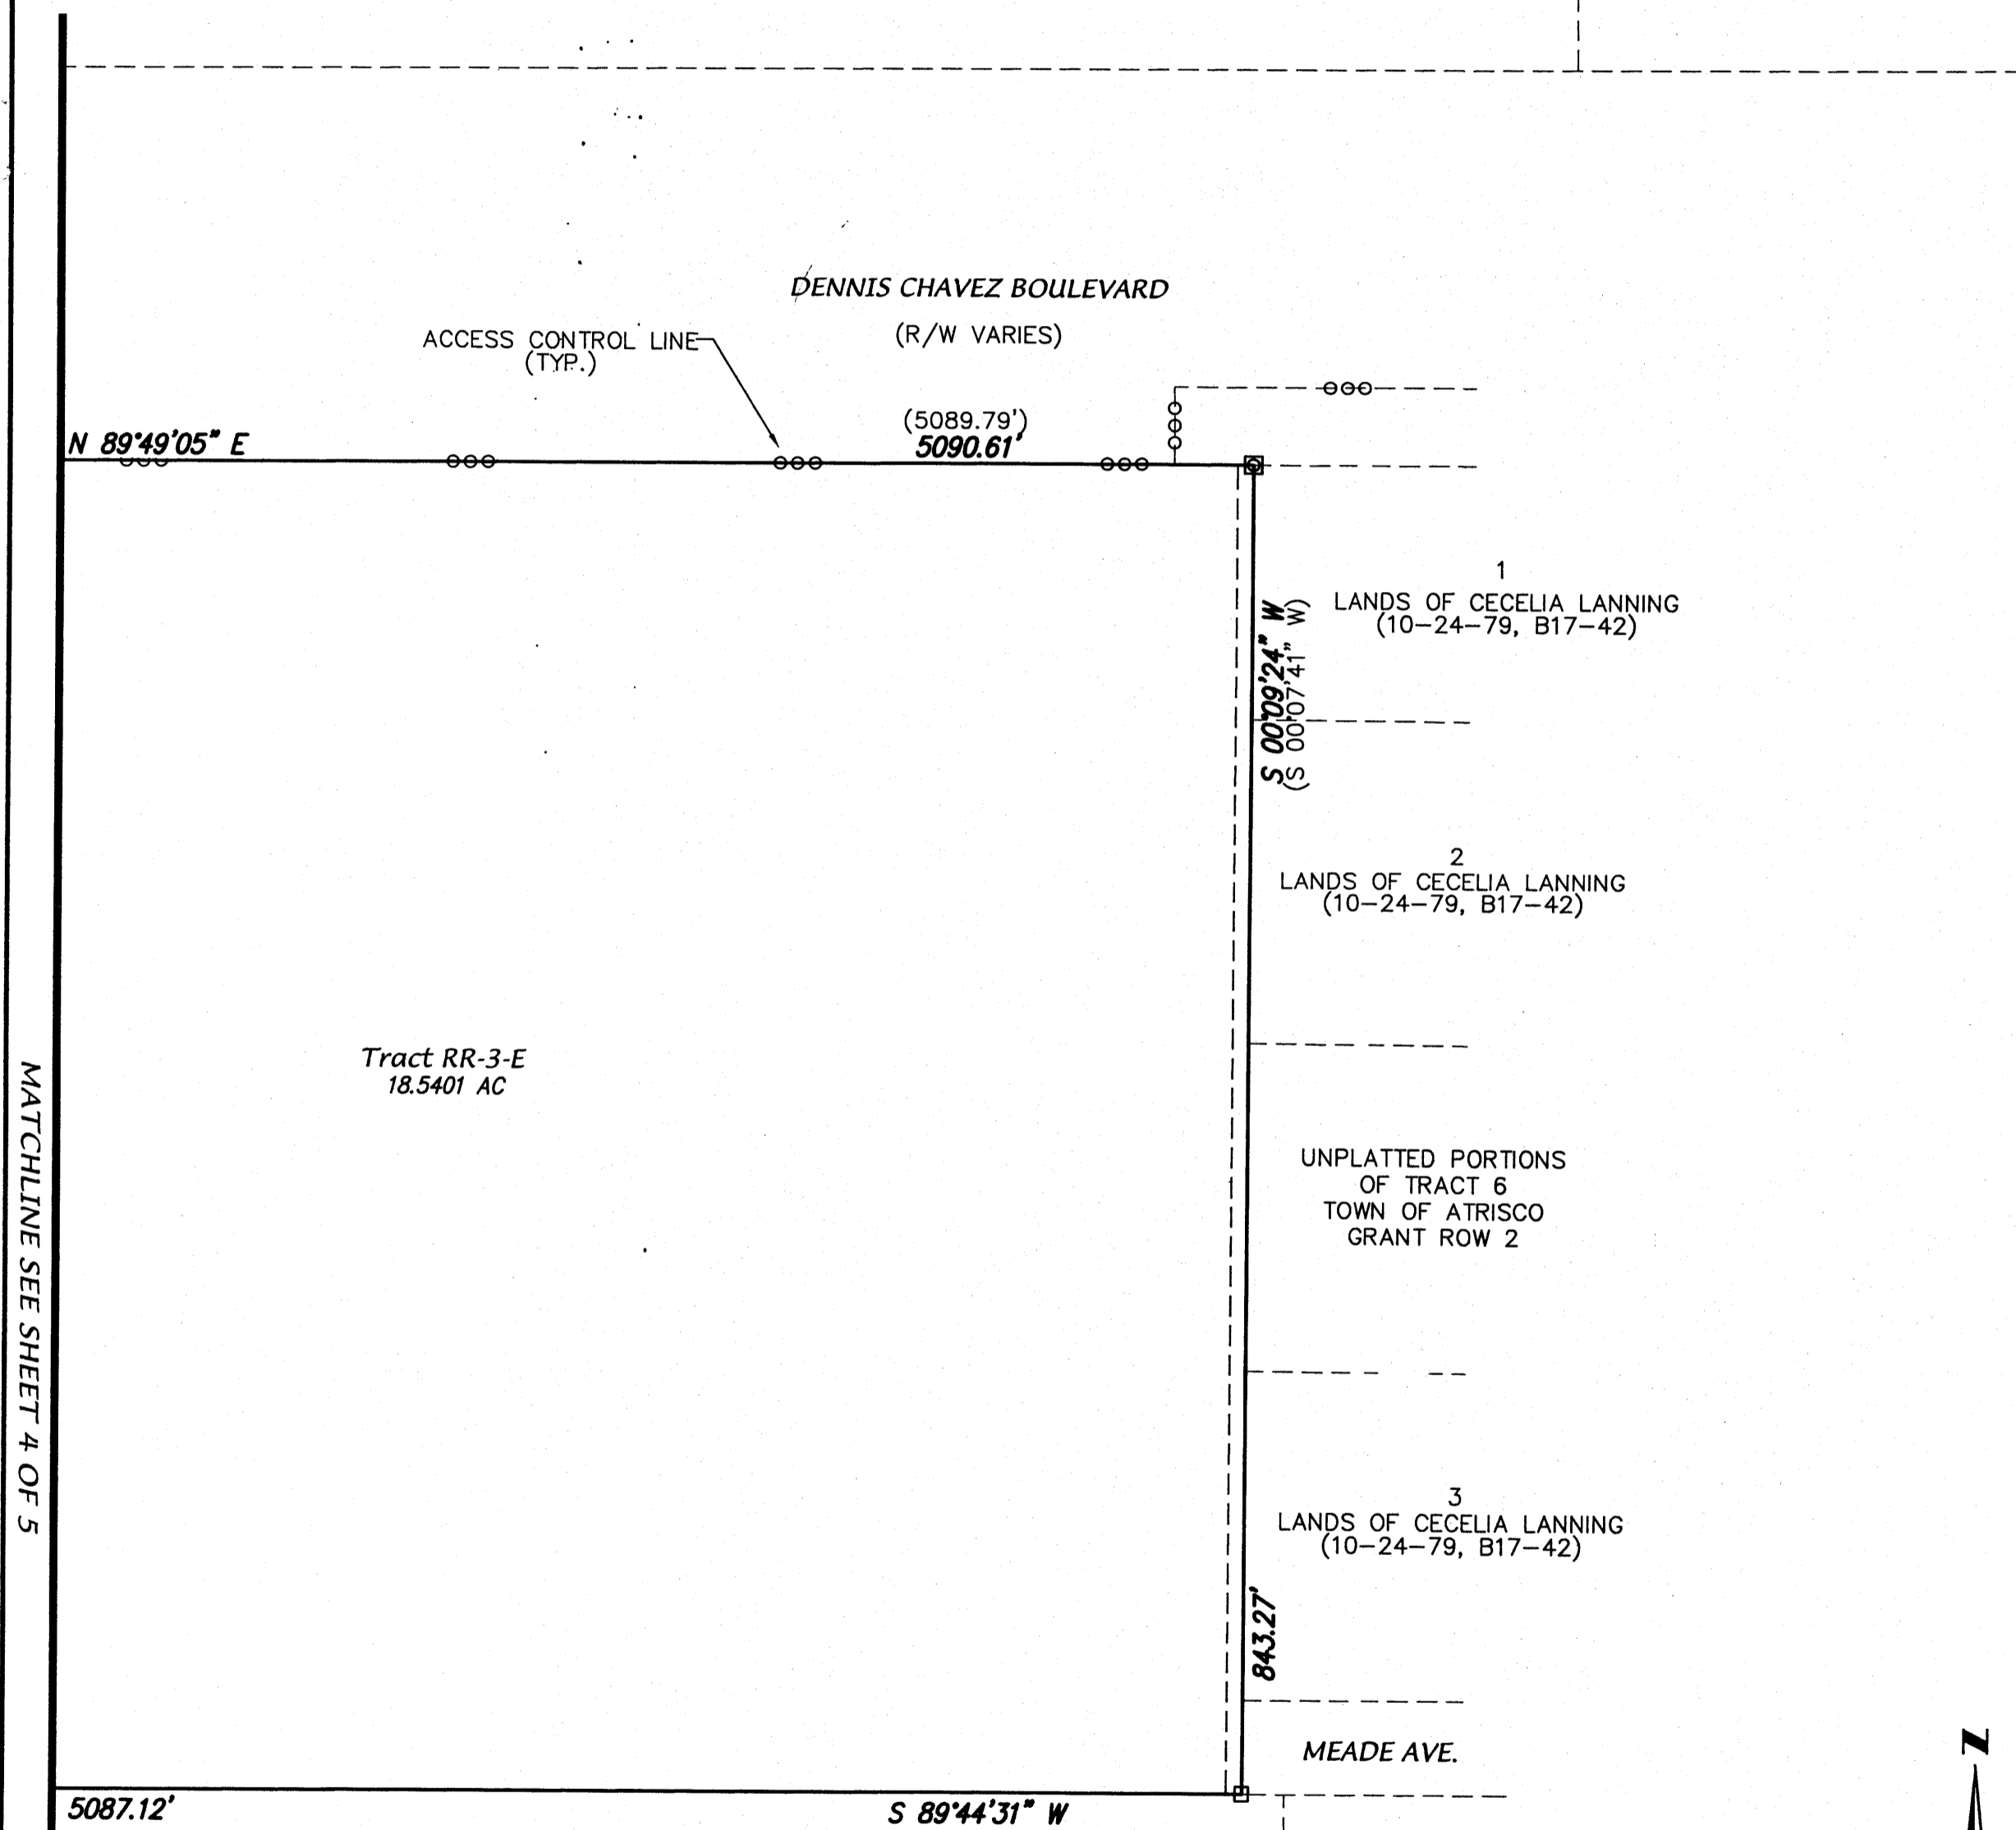 DENNIS CHAVEZ BOULEVARD
(R/W VARIES)
ACCESS CONTROL LINE
(TYP.)
(5089.79')
5090.61'
N 89°49'05" E
S 00°09'24" W
(S 00°07'41" W)
1
LANDS OF CECELIA LANNING
(10-24-79, B17-42)
2
LANDS OF CECELIA LANNING
(10-24-79, B17-42)
Tract RR-3-E
18.5401 AC
UNPLATTED PORTIONS
OF TRACT 6
TOWN OF ATRISCO
GRANT ROW 2
MATCHLINE SEE SHEET 4 OF 5
3
LANDS OF CECELIA LANNING
(10-24-79, B17-42)
843.27'
MEADE AVE.
N
5087.12'
S 89°44'31" W